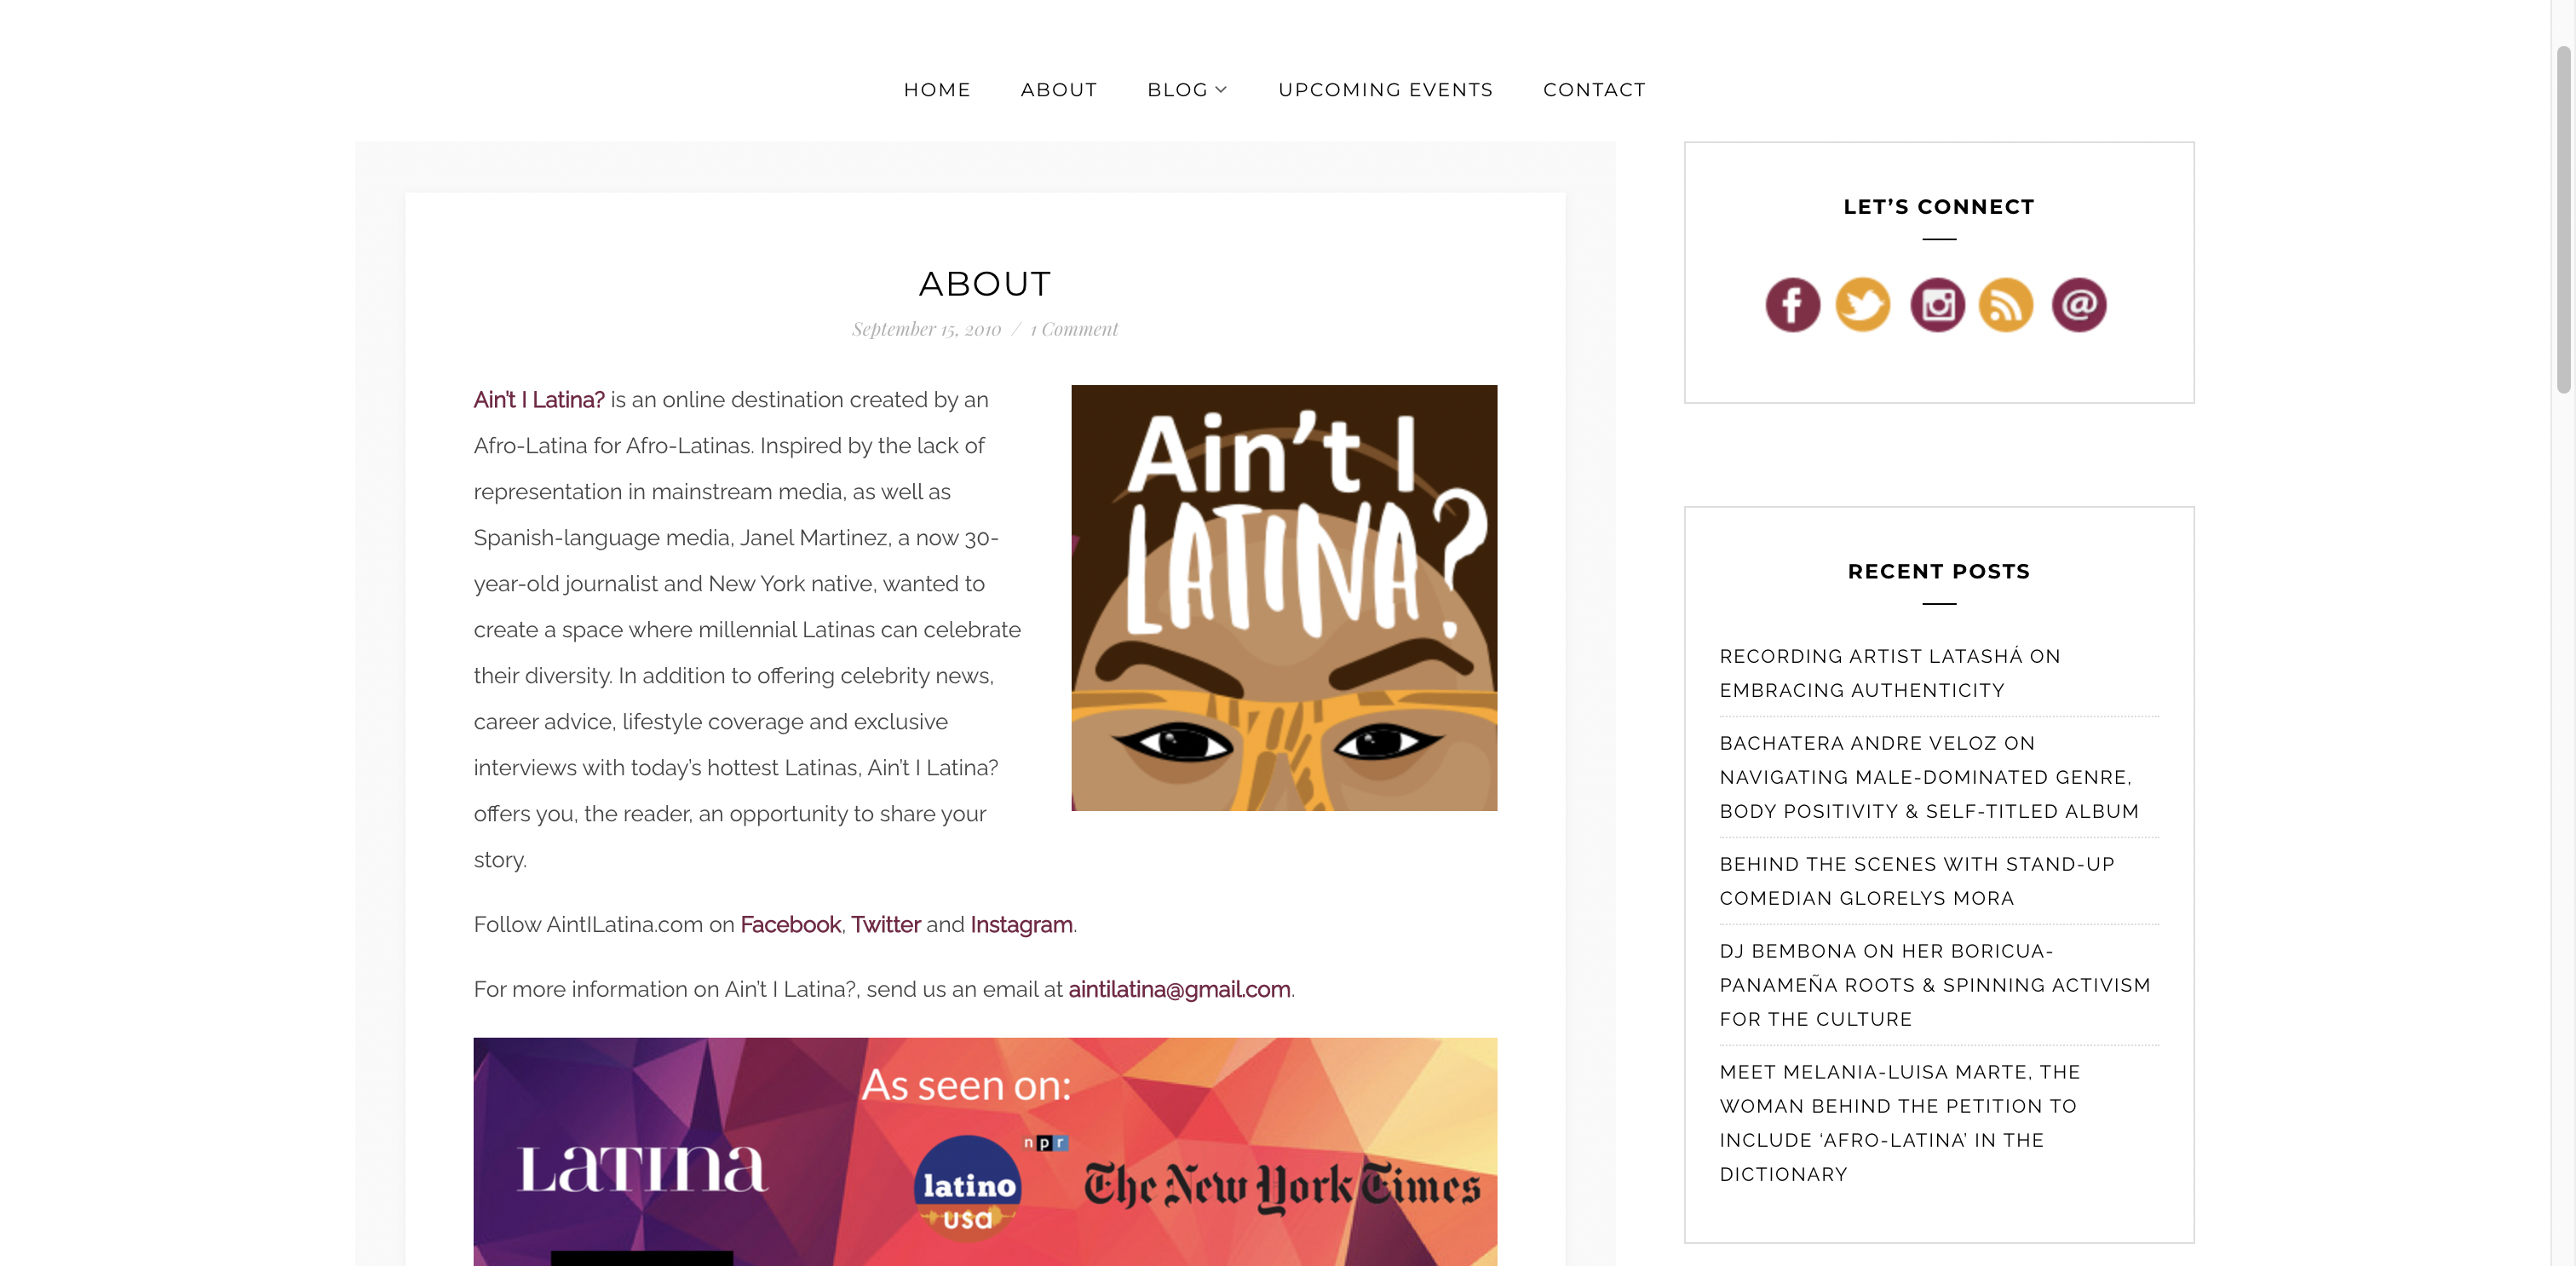 HOME ABOUT BLOG UPCOMING EVENTS CONTACT
ABOUT
September 15, 2010 / 1 Comment
Ain't I Latina? is an online destination created by an
Afro-Latina for Afro-Latinas. Inspired by the lack of
representation in mainstream media, as well as
Spanish-language media, Janel Martinez, a now 30-
year-old journalist and New York native, wanted to
create a space where millennial Latinas can celebrate
their diversity. In addition to offering celebrity news,
career advice, lifestyle coverage and exclusive
interviews with today's hottest Latinas, Ain't I Latina?
offers you, the reader, an opportunity to share your
story.
Ain't I
LATINA?
Follow AintILatina.com on Facebook, Twitter and Instagram.
For more information on Ain't I Latina?, send us an email at aintilatina@gmail.com.
As seen on:
LATINA
npr
latino
usa
The New York Times
LET'S CONNECT
RECENT POSTS
RECORDING ARTIST LATASHÁ ON
EMBRACING AUTHENTICITY
BACHATERA ANDRE VELOZ ON
NAVIGATING MALE-DOMINATED GENRE,
BODY POSITIVITY & SELF-TITLED ALBUM
BEHIND THE SCENES WITH STAND-UP
COMEDIAN GLORELYS MORA
DJ BEMBONA ON HER BORICUA-
PANAMEÑA ROOTS & SPINNING ACTIVISM
FOR THE CULTURE
MEET MELANIA-LUISA MARTE, THE
WOMAN BEHIND THE PETITION TO
INCLUDE 'AFRO-LATINA' IN THE
DICTIONARY